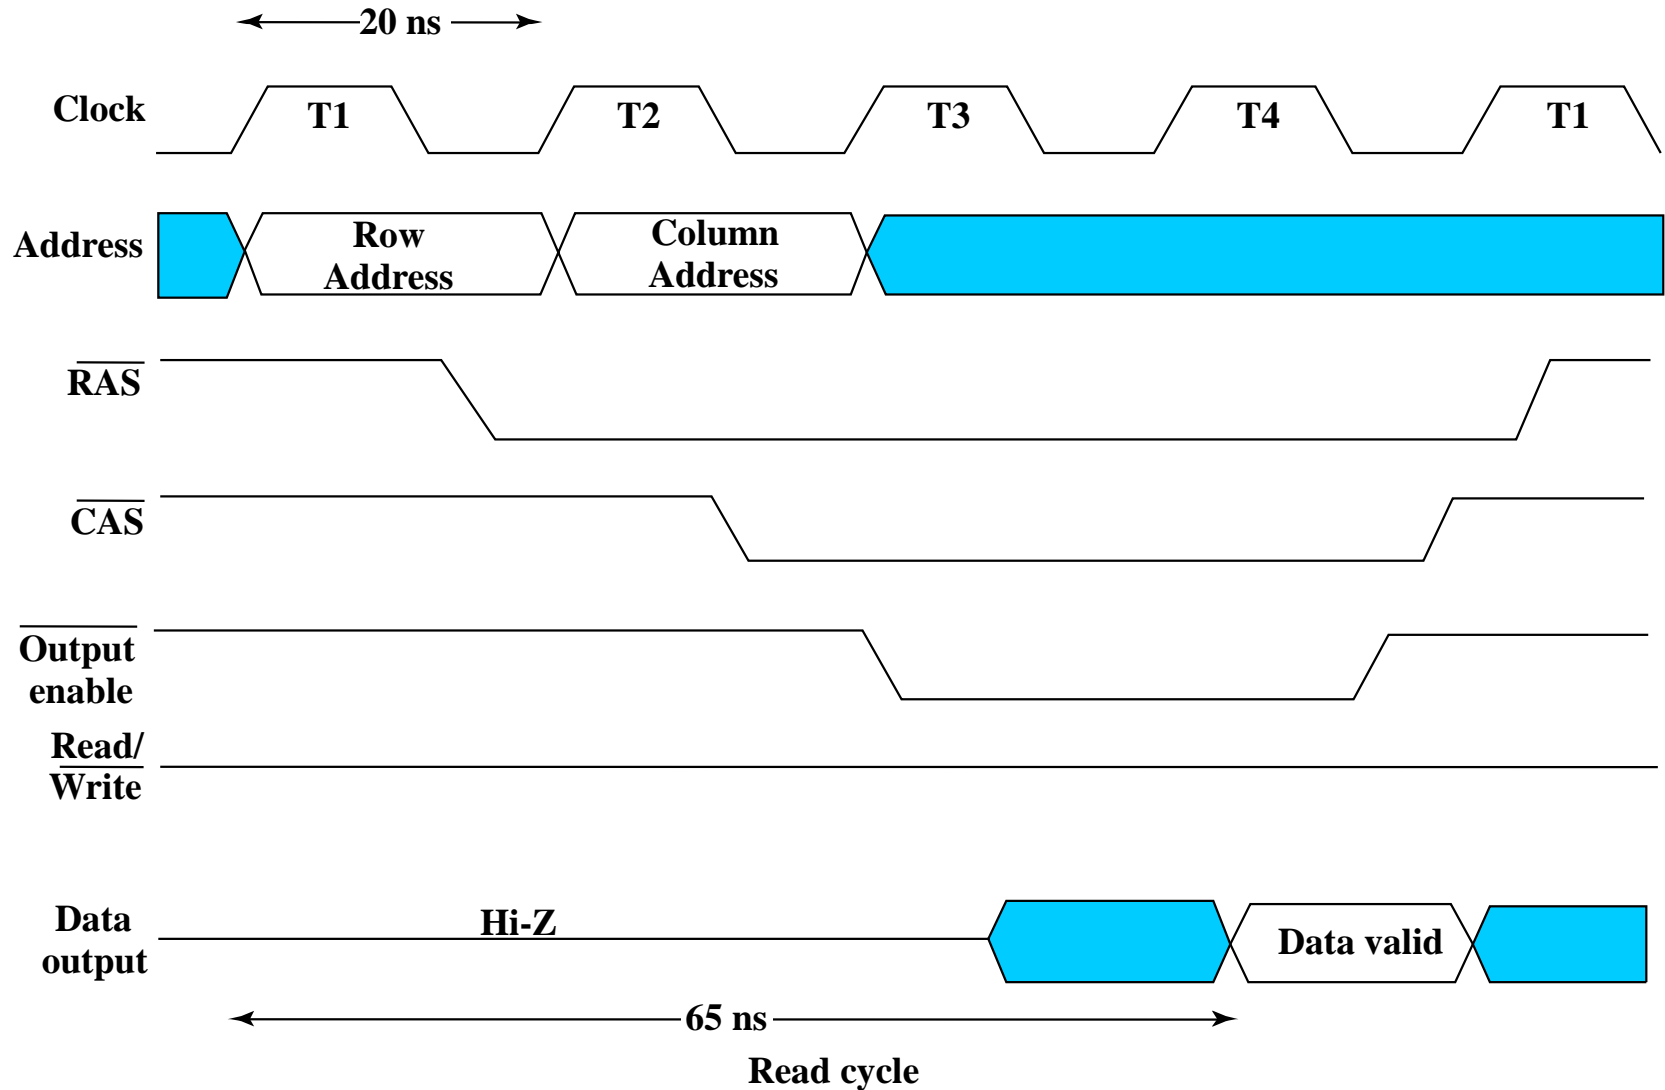 20 ns
Clock
T1
T2
T3
T4
T1
Address
Row
Address
Column
Address
RAS
CAS
Output
enable
Read/
Write
Data
output
Hi-Z
Data valid
65 ns
Read cycle